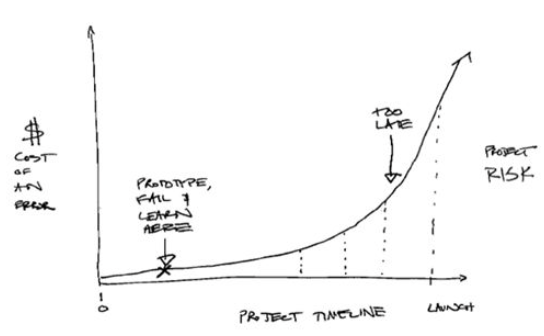 $
COST
OF
AN
ERROR
PROTOTYPE,
FAIL &
LEARN
HERE
TOO
LATE
PROJECT
RISK
0
PROJECT TIMELINE
LAUNCH